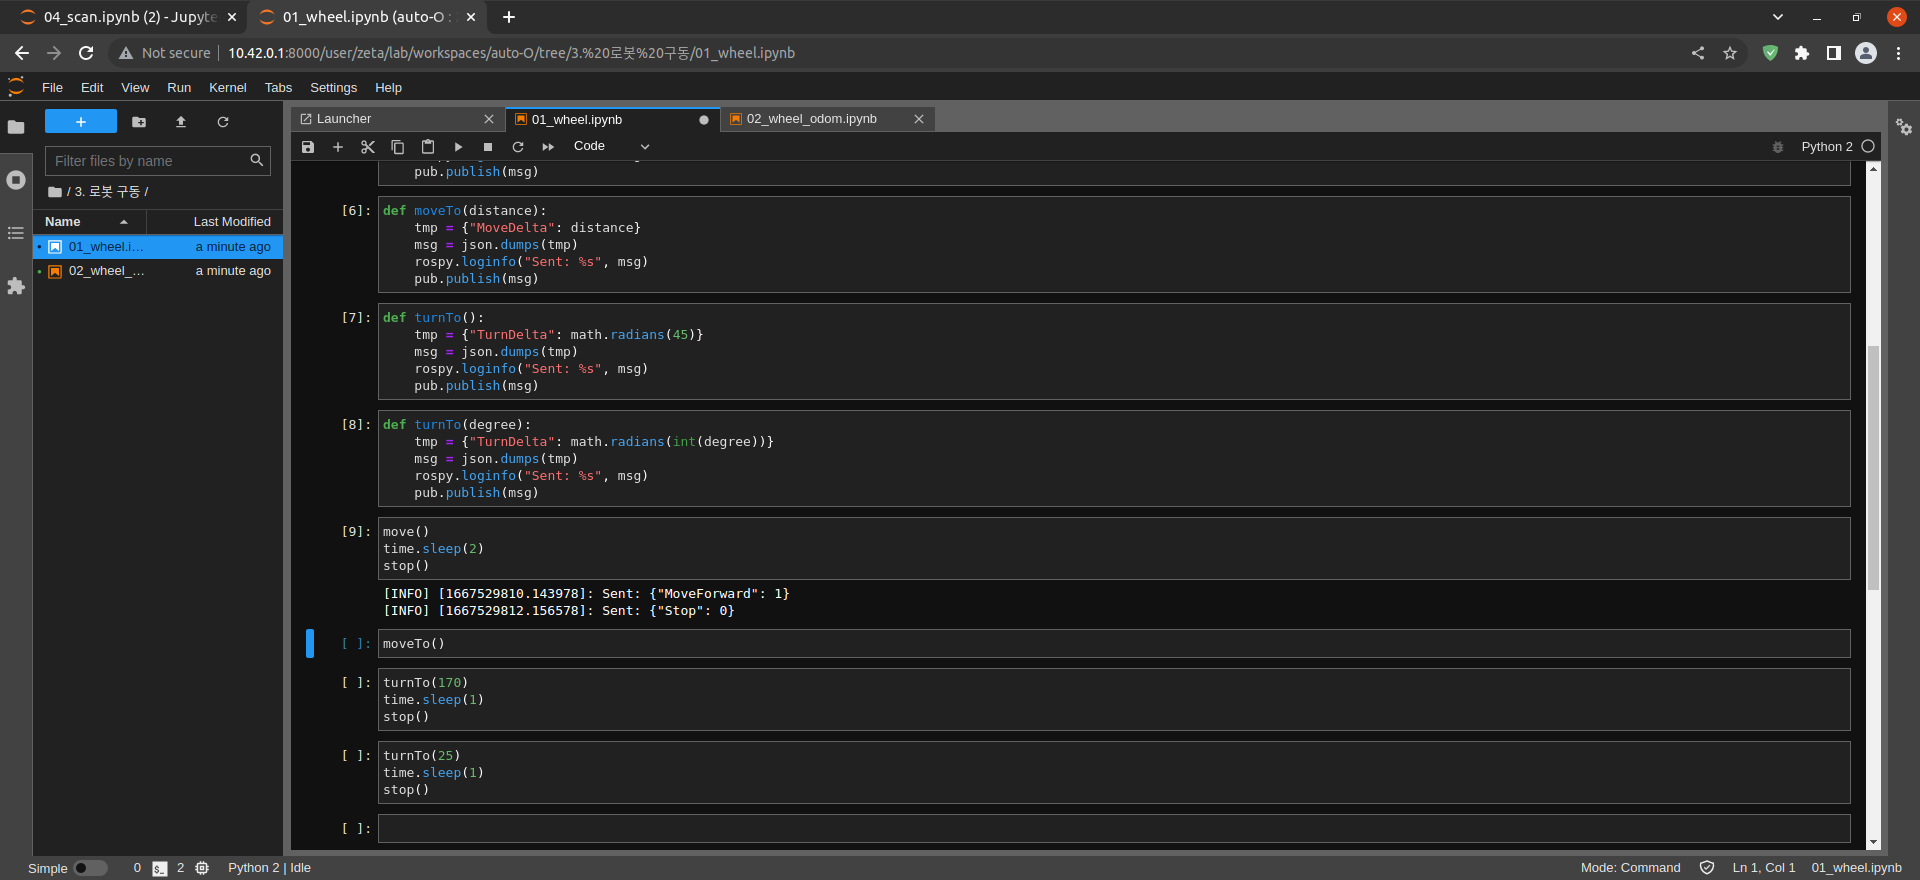 04_scan.ipynb (2) - Jupyte
01_wheel.ipynb (auto-O :
Not secure
10.42.0.1:8000/user/zeta/lab/workspaces/auto-O/tree/3.%20로봇%20구동/01_wheel.ipynb
File Edit View Run Kernel Tabs Settings Help
Filter files by name
/ 3. 로봇 구동 /
Name Last Modified
01_wheel.i… a minute ago
02_wheel_… a minute ago
Launcher
01_wheel.ipynb
02_wheel_odom.ipynb
Code
Python 2
pub.publish(msg)
[6]: def moveTo(distance):
tmp = {"MoveDelta": distance}
msg = json.dumps(tmp)
rospy.loginfo("Sent: %s", msg)
pub.publish(msg)
[7]: def turnTo():
tmp = {"TurnDelta": math.radians(45)}
msg = json.dumps(tmp)
rospy.loginfo("Sent: %s", msg)
pub.publish(msg)
[8]: def turnTo(degree):
tmp = {"TurnDelta": math.radians(int(degree))}
msg = json.dumps(tmp)
rospy.loginfo("Sent: %s", msg)
pub.publish(msg)
[9]: move()
time.sleep(2)
stop()
[INFO] [1667529810.143978]: Sent: {"MoveForward": 1}
[INFO] [1667529812.156578]: Sent: {"Stop": 0}
[ ]: moveTo()
[ ]: turnTo(170)
time.sleep(1)
stop()
[ ]: turnTo(25)
time.sleep(1)
stop()
[ ]:
Simple 0 $_ 2 Python 2 | Idle
Mode: Command Ln 1, Col 1 01_wheel.ipynb